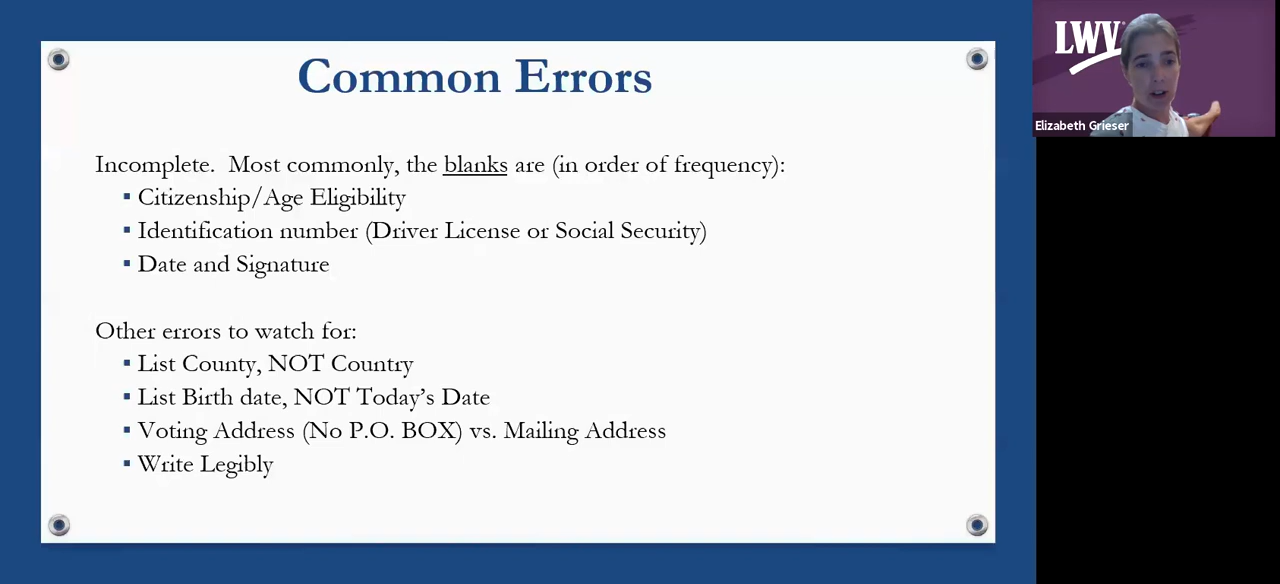 Common Errors
Incomplete. Most commonly, the blanks are (in order of frequency):
▪ Citizenship/Age Eligibility
▪ Identification number (Driver License or Social Security)
▪ Date and Signature
Other errors to watch for:
▪ List County, NOT Country
▪ List Birth date, NOT Today's Date
▪ Voting Address (No P.O. BOX) vs. Mailing Address
▪ Write Legibly
LWV
Elizabeth Grieser